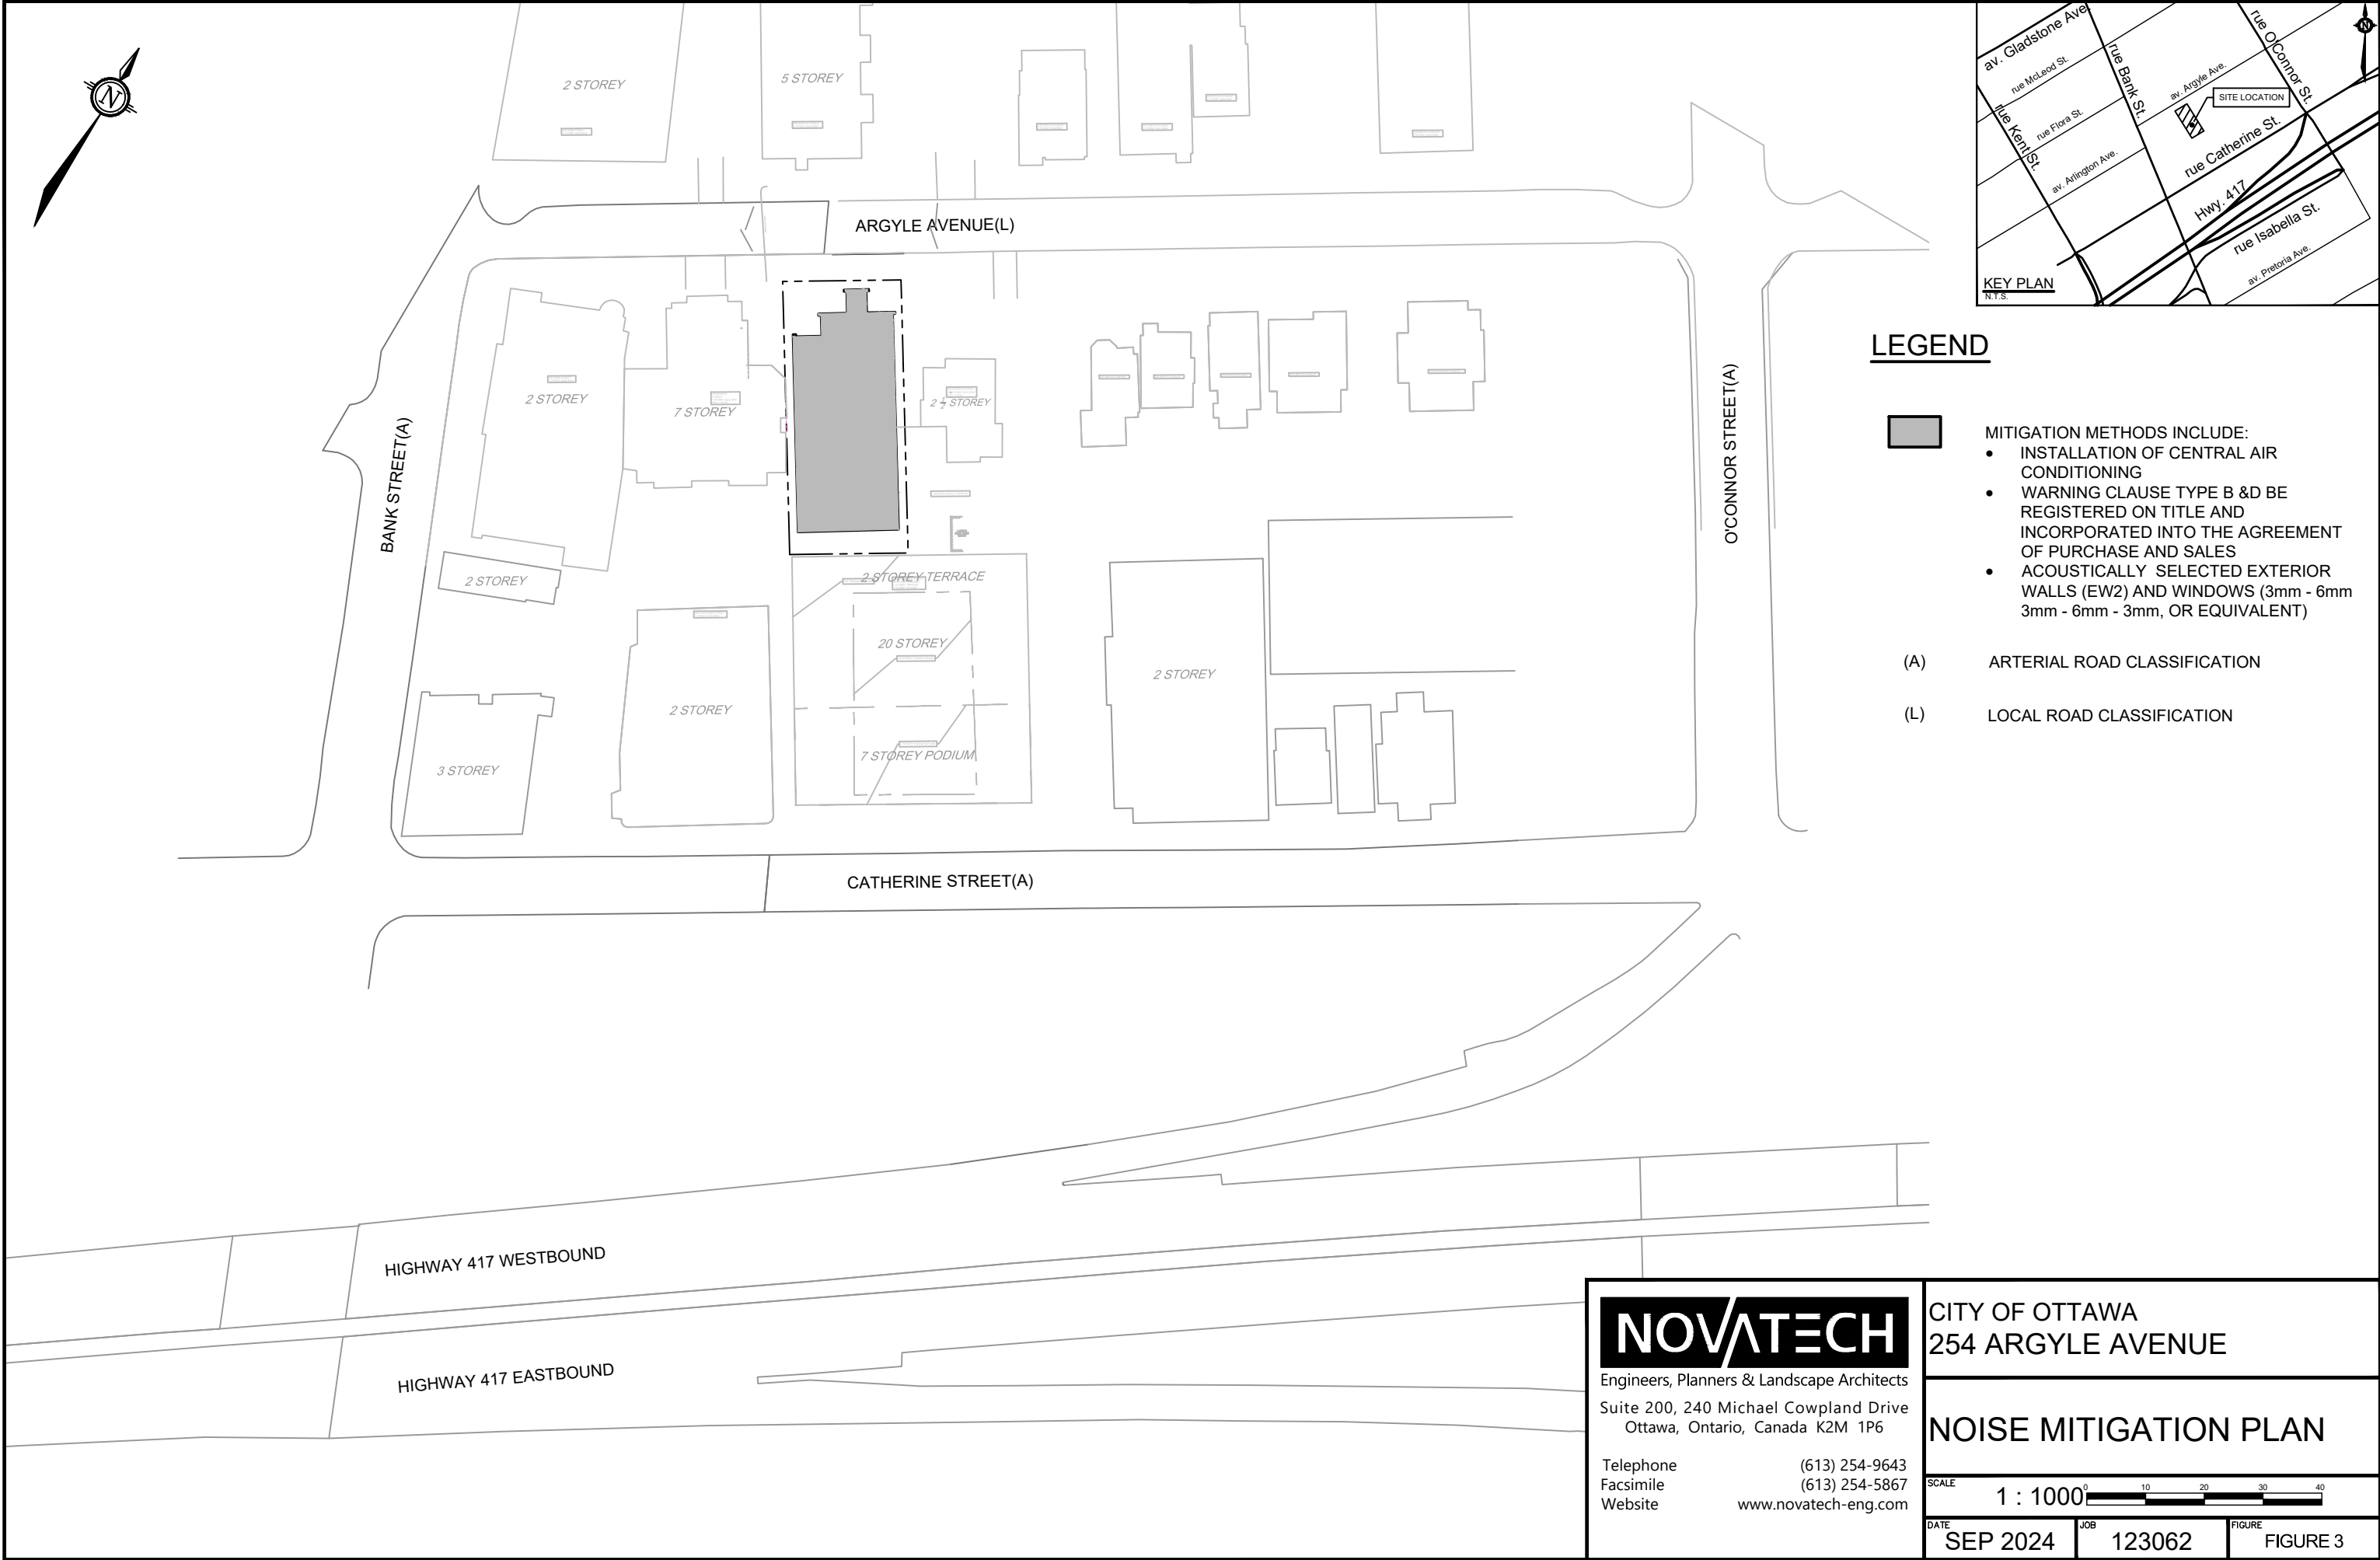 N
2 STOREY
5 STOREY
ARGYLE AVENUE(L)
BANK STREET(A)
2 STOREY
7 STOREY
2 ½ STOREY
O'CONNOR STREET(A)
2 STOREY
2 STOREY TERRACE
20 STOREY
2 STOREY
7 STOREY PODIUM
2 STOREY
3 STOREY
CATHERINE STREET(A)
HIGHWAY 417 WESTBOUND
HIGHWAY 417 EASTBOUND
av. Gladstone Ave.
rue McLeod St.
rue Bank St.
rue O'Connor St.
N
av. Argyle Ave.
SITE LOCATION
rue Kent St.
rue Flora St.
rue Catherine St.
av. Arlington Ave.
Hwy. 417
rue Isabella St.
av. Pretoria Ave.
KEY PLAN
N.T.S.
LEGEND
MITIGATION METHODS INCLUDE:
• INSTALLATION OF CENTRAL AIR
CONDITIONING
• WARNING CLAUSE TYPE B &D BE
REGISTERED ON TITLE AND
INCORPORATED INTO THE AGREEMENT
OF PURCHASE AND SALES
• ACOUSTICALLY SELECTED EXTERIOR
WALLS (EW2) AND WINDOWS (3mm - 6mm
3mm - 6mm - 3mm, OR EQUIVALENT)
(A) ARTERIAL ROAD CLASSIFICATION
(L) LOCAL ROAD CLASSIFICATION
NOVATECH
Engineers, Planners & Landscape Architects
Suite 200, 240 Michael Cowpland Drive
Ottawa, Ontario, Canada K2M 1P6
Telephone (613) 254-9643
Facsimile (613) 254-5867
Website www.novatech-eng.com
CITY OF OTTAWA
254 ARGYLE AVENUE
NOISE MITIGATION PLAN
SCALE
1 : 1000
0 10 20 30 40
DATE
SEP 2024
JOB
123062
FIGURE
FIGURE 3